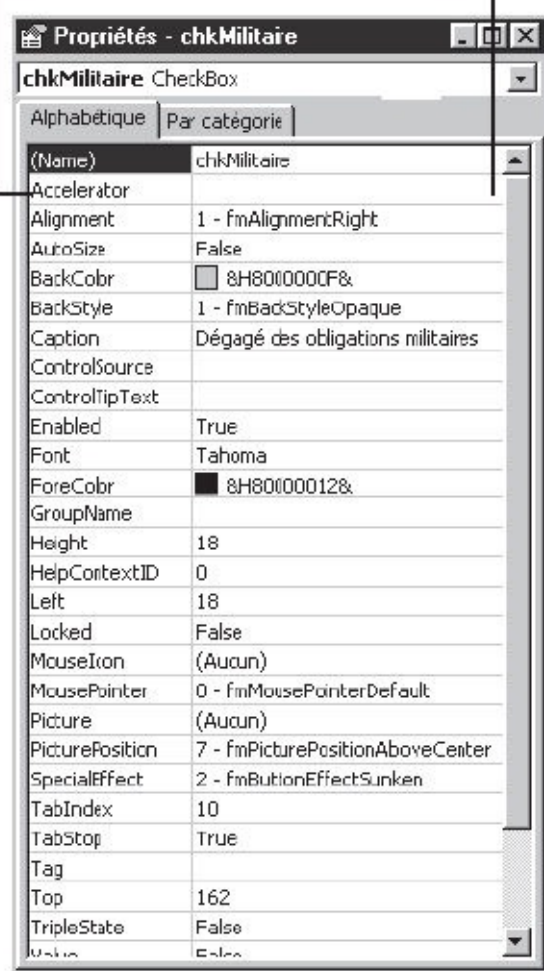 Propriétés - chkMilitaire
chkMilitaire CheckBox
Alphabétique Par catégorie
(Name) chkMilitaire
Accelerator
Alignment 1 - fmAlignmentRight
AutoSize False
BackColor &H8000000F&
BackStyle 1 - fmBackStyleOpaque
Caption Dégagé des obligations militaires
ControlSource
ControlTipText
Enabled True
Font Tahoma
ForeColor &H80000012&
GroupName
Height 18
HelpContextID 0
Left 18
Locked False
MouseIcon (Aucun)
MousePointer 0 - fmMousePointerDefault
Picture (Aucun)
PicturePosition 7 - fmPicturePositionAboveCenter
SpecialEffect 2 - fmButtonEffectSunken
TabIndex 10
TabStop True
Tag
Top 162
TripleState False
Value False